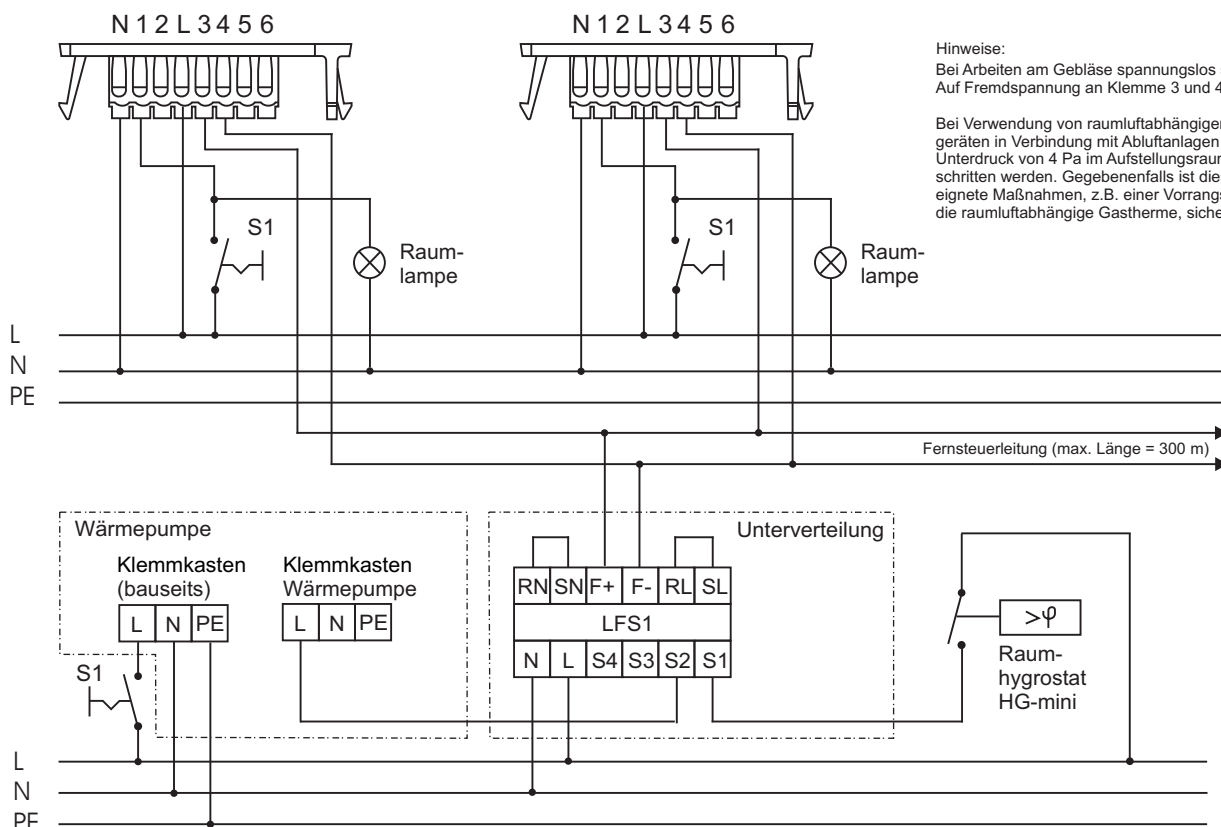 N 1 2 L 3 4 5 6
N 1 2 L 3 4 5 6
Hinweise:
Bei Arbeiten am Gebläse spannungslos
Auf Fremdspannung an Klemme 3 und 4
Bei Verwendung von raumluftabhängigen
geräten in Verbindung mit Abluftanlagen
Unterdruck von 4 Pa im Aufstellungsraum
schritten werden. Gegebenenfalls ist die
eignete Maßnahmen, z.B. einer Vorrangs
die raumluftabhängige Gastherme, siche
S1
Raum-
lampe
S1
Raum-
lampe
L
N
PE
Fernsteuerleitung (max. Länge = 300 m)
Wärmepumpe
Klemmkasten
(bauseits)
L N PE
Klemmkasten
Wärmepumpe
L N PE
S1
Unterverteilung
RN SN F+ F- RL SL
LFS1
N L S4 S3 S2 S1
>φ
Raum-
hygrostat
HG-mini
L
N
PE